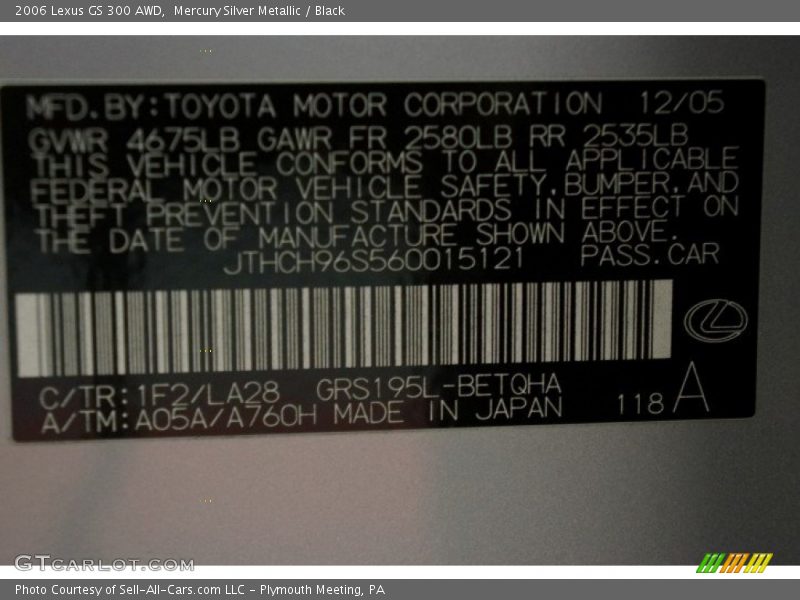 2006 Lexus GS 300 AWD,  Mercury Silver Metallic / Black
MFD.BY:TOYOTA MOTOR CORPORATION 12/05
GVWR 4675LB GAWR FR 2580LB RR 2535LB
THIS VEHICLE CONFORMS TO ALL APPLICABLE
FEDERAL MOTOR VEHICLE SAFETY,BUMPER,AND
THEFT PREVENTION STANDARDS IN EFFECT ON
THE DATE OF MANUFACTURE SHOWN ABOVE.
JTHCH96S560015121 PASS.CAR
C/TR:1F2/LA28 GRS195L-BETQHA
A/TM:A05A/A760H MADE IN JAPAN 118 A
GTCARLOT.COM
Photo Courtesy of Sell-All-Cars.com LLC - Plymouth Meeting, PA